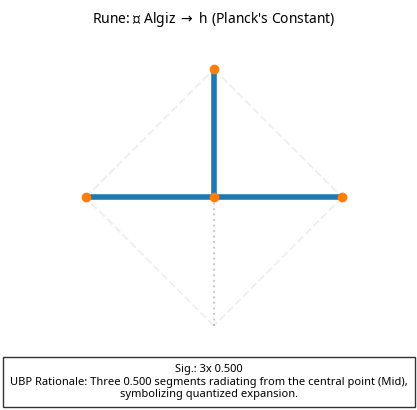 Rune: ▯ Algiz → h (Planck's Constant)
Sig.: 3x 0.500
UBP Rationale: Three 0.500 segments radiating from the central point (Mid),
symbolizing quantized expansion.